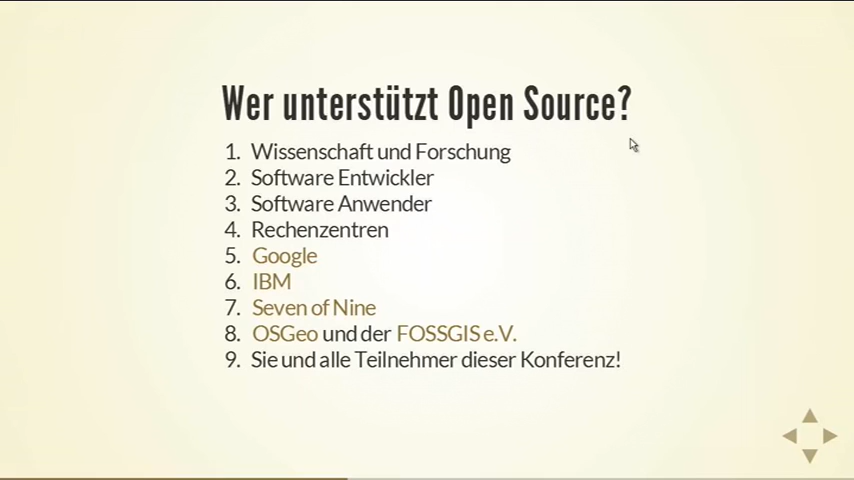 Wer unterstützt Open Source?
1. Wissenschaft und Forschung
2. Software Entwickler
3. Software Anwender
4. Rechenzentren
5. Google
6. IBM
7. Seven of Nine
8. OSGeo und der FOSSGIS e.V.
9. Sie und alle Teilnehmer dieser Konferenz!